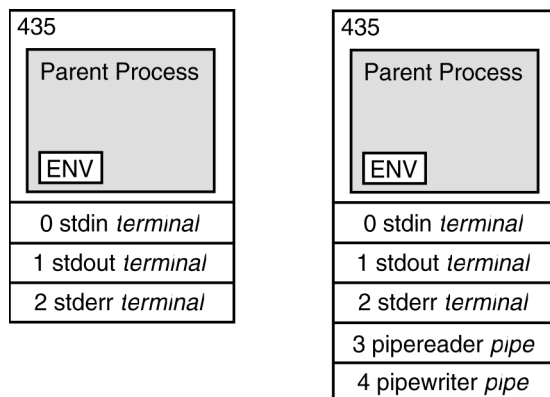 435
Parent Process
ENV
0 stdin terminal
1 stdout terminal
2 stderr terminal
435
Parent Process
ENV
0 stdin terminal
1 stdout terminal
2 stderr terminal
3 pipereader pipe
4 pipewriter pipe